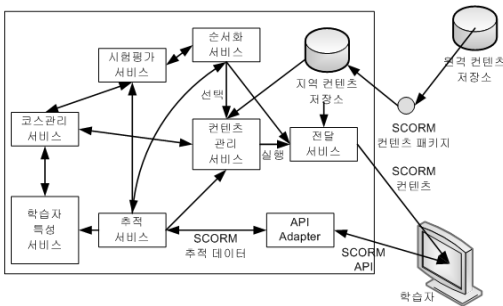 순서화
서비스
시험평가
서비스
선택
지역 컨텐츠
저장소
원격 컨텐츠
저장소
코스관리
서비스
컨텐츠
관리
서비스
실행
전달
서비스
SCORM
컨텐츠 패키지
SCORM
컨텐츠
학습자
특성
서비스
추적
서비스
SCORM
추적 데이터
API
Adapter
SCORM
API
학습자